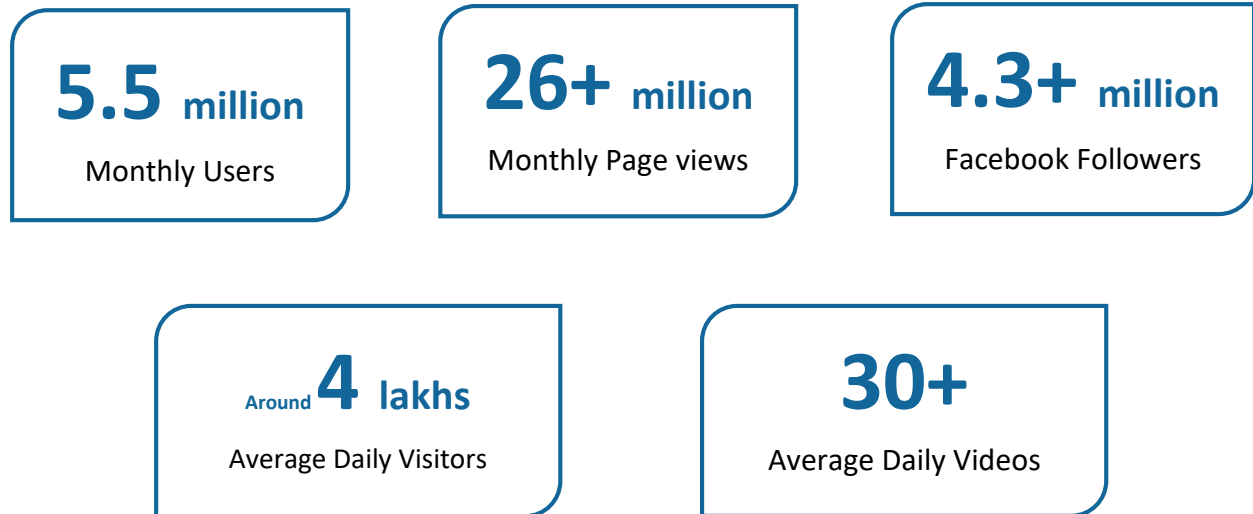 5.5 million
Monthly Users
26+ million
Monthly Page views
4.3+ million
Facebook Followers
Around 4 lakhs
Average Daily Visitors
30+
Average Daily Videos